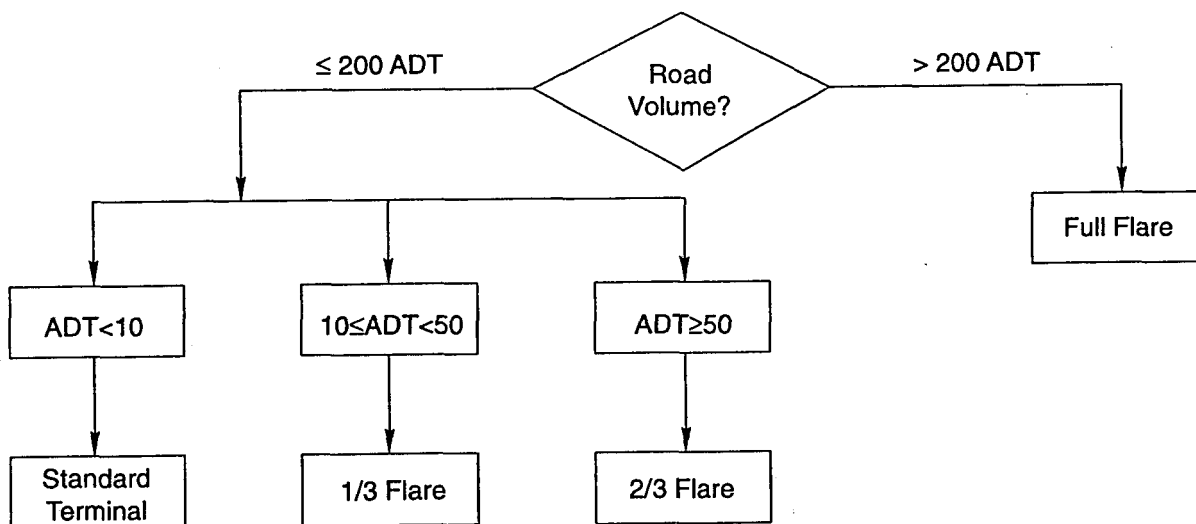 ≤ 200 ADT
Road
Volume?
> 200 ADT
Full Flare
ADT<10
10≤ADT<50
ADT≥50
Standard
Terminal
1/3 Flare
2/3 Flare